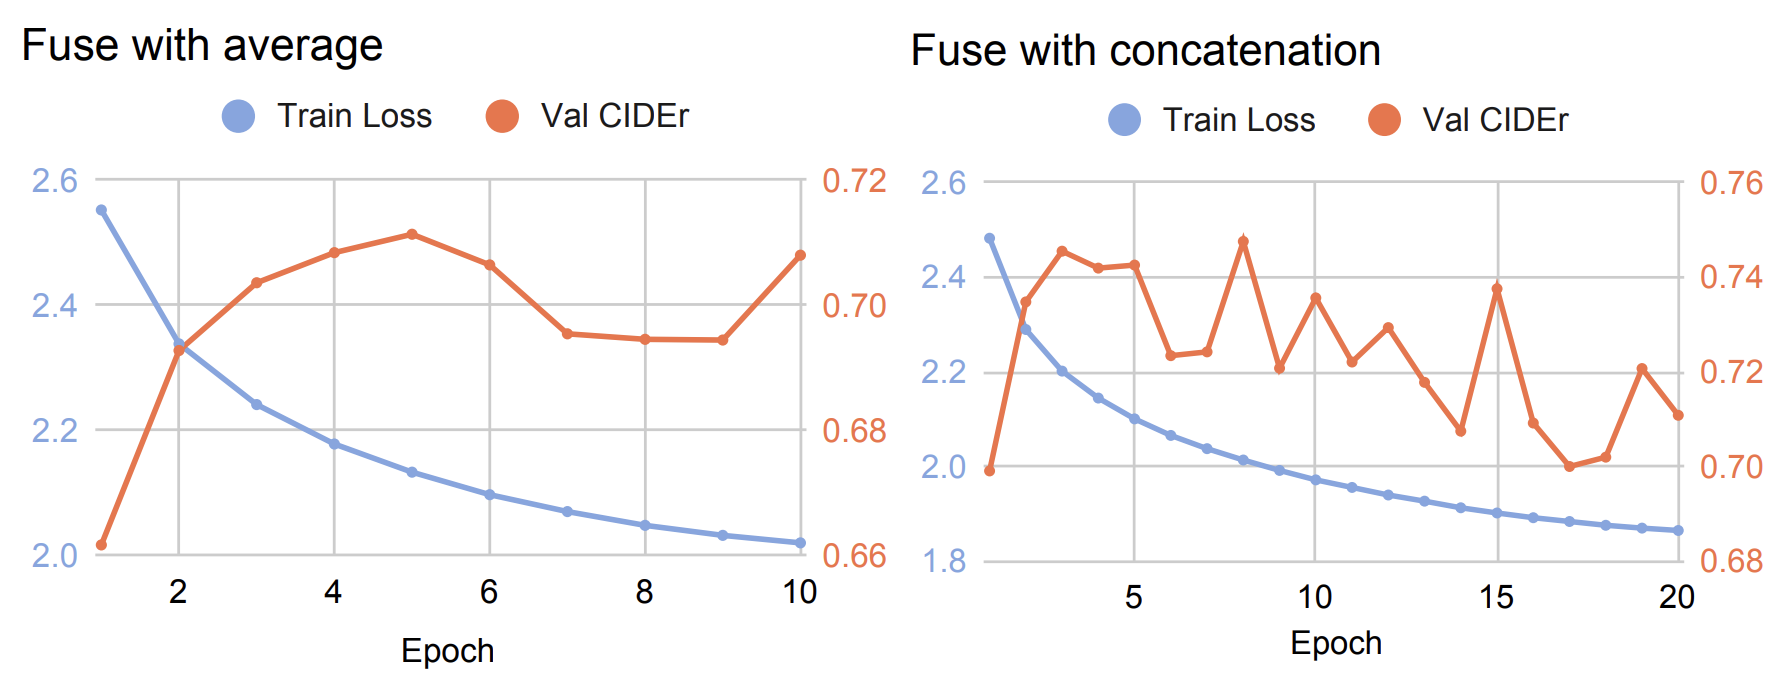 Fuse with average
Train Loss Val CIDEr
2.6
2.4
2.2
2.0
0.72
0.70
0.68
0.66
2 4 6 8 10
Epoch
Fuse with concatenation
Train Loss Val CIDEr
2.6
2.4
2.2
2.0
1.8
0.76
0.74
0.72
0.70
0.68
5 10 15 20
Epoch